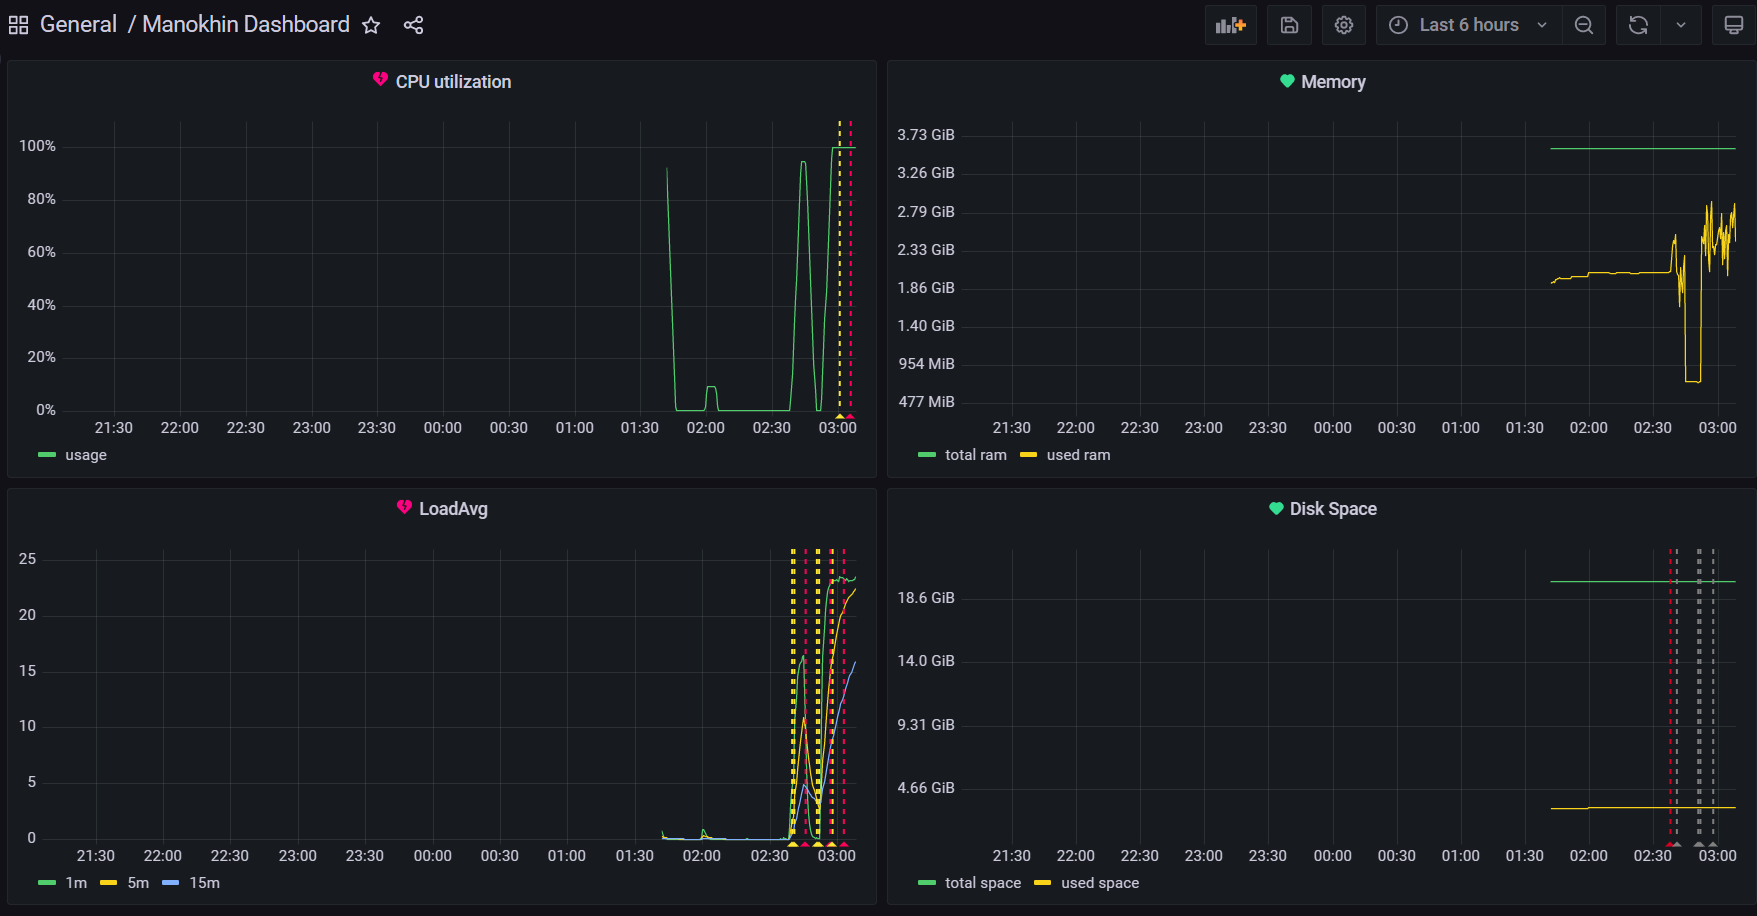 General / Manokhin Dashboard
Last 6 hours
CPU utilization
100%
80%
60%
40%
20%
0%
21:30 22:00 22:30 23:00 23:30 00:00 00:30 01:00 01:30 02:00 02:30 03:00
usage
Memory
3.73 GiB
3.26 GiB
2.79 GiB
2.33 GiB
1.86 GiB
1.40 GiB
954 MiB
477 MiB
21:30 22:00 22:30 23:00 23:30 00:00 00:30 01:00 01:30 02:00 02:30 03:00
total ram used ram
LoadAvg
25
20
15
10
5
0
21:30 22:00 22:30 23:00 23:30 00:00 00:30 01:00 01:30 02:00 02:30 03:00
1m 5m 15m
Disk Space
18.6 GiB
14.0 GiB
9.31 GiB
4.66 GiB
21:30 22:00 22:30 23:00 23:30 00:00 00:30 01:00 01:30 02:00 02:30 03:00
total space used space